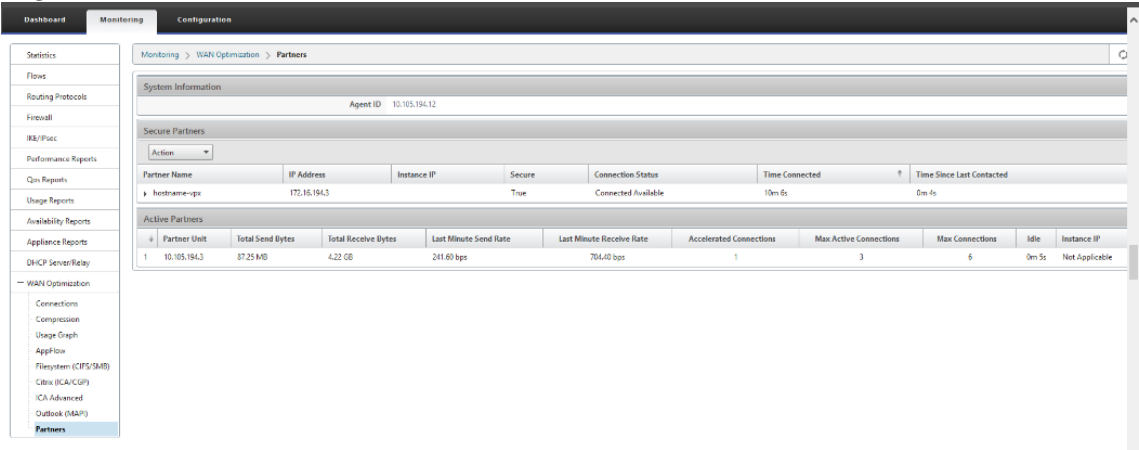 Dashboard Monitoring Configuration
Monitoring > WAN Optimization > Partners
Statistics
Flows
Routing Protocols
Firewall
IKE/IPsec
Performance Reports
Qos Reports
Usage Reports
Availability Reports
Appliance Reports
DHCP Server/Relay
WAN Optimization
Connections
Compression
Usage Graph
AppFlow
Filesystem (CIFS/SMB)
Citrix (ICA/CGP)
ICA Advanced
Outlook (MAPI)
Partners
System Information
Agent ID 10.105.194.12
Secure Partners
Action
Partner Name IP Address Instance IP Secure Connection Status Time Connected Time Since Last Contacted
hostname-vpx 172.16.194.3 True Connected Available 10m 6s 0m 4s
Active Partners
Partner Unit Total Send Bytes Total Receive Bytes Last Minute Send Rate Last Minute Receive Rate Accelerated Connections Max Active Connections Max Connections Idle Instance IP
1 10.105.194.3 87.25 MB 4.22 GB 241.60 bps 704.40 bps 1 3 6 0m 5s Not Applicable